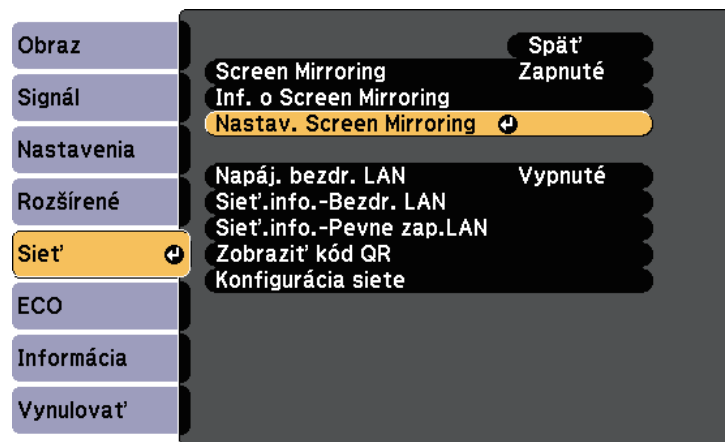 Obraz
Signál
Nastavenia
Rozšírené
Sieť
ECO
Informácia
Vynulovať
Späť
Screen Mirroring Zapnuté
Inf. o Screen Mirroring
Nastav. Screen Mirroring
Napáj. bezdr. LAN Vypnuté
Sieť.info.-Bezdr. LAN
Sieť.info.-Pevne zap.LAN
Zobraziť kód QR
Konfigurácia siete